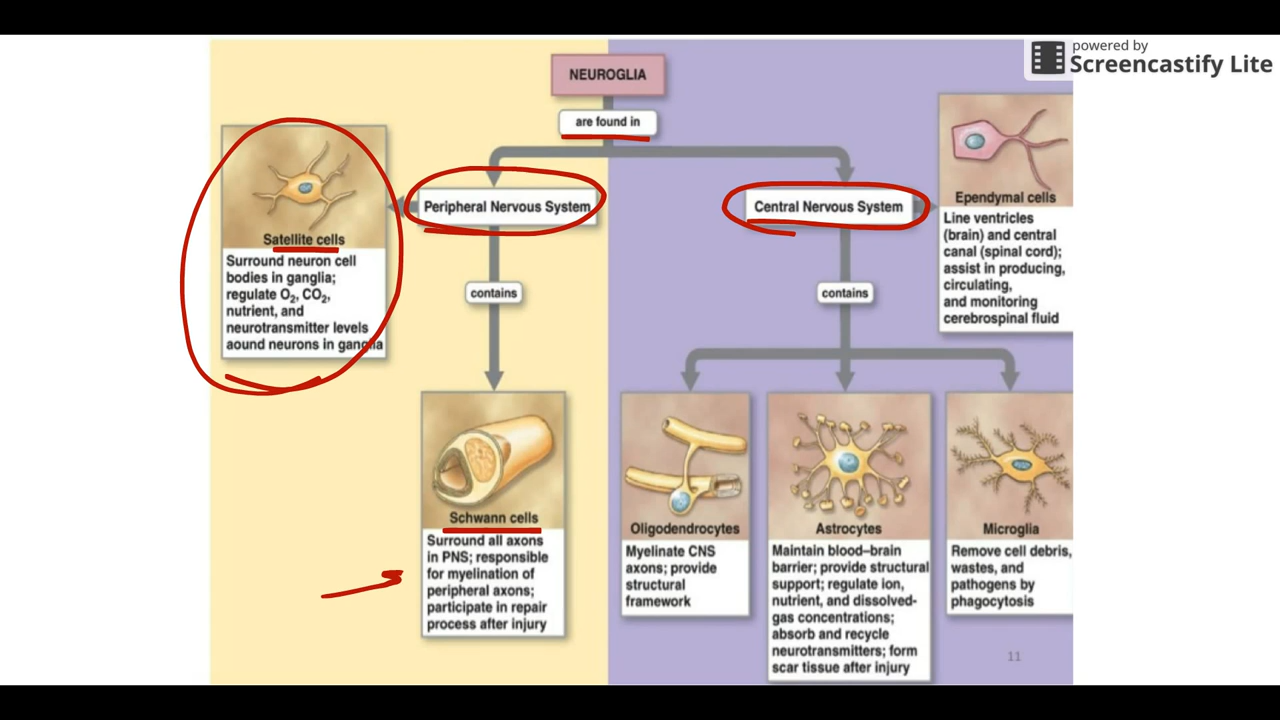 powered by
Screencastify Lite
NEUROGLIA
are found in
Peripheral Nervous System
Central Nervous System
Satellite cells
Surround neuron cell
bodies in ganglia;
regulate O₂, CO₂,
nutrient, and
neurotransmitter levels
aound neurons in ganglia
Ependymal cells
Line ventricles
(brain) and central
canal (spinal cord);
assist in producing,
circulating,
and monitoring
cerebrospinal fluid
contains
contains
Schwann cells
Surround all axons
in PNS; responsible
for myelination of
peripheral axons;
participate in repair
process after injury
Oligodendrocytes
Myelinate CNS
axons; provide
structural
framework
Astrocytes
Maintain blood–brain
barrier; provide structural
support; regulate ion,
nutrient, and dissolved-
gas concentrations;
absorb and recycle
neurotransmitters; form
scar tissue after injury
Microglia
Remove cell debris,
wastes, and
pathogens by
phagocytosis
11